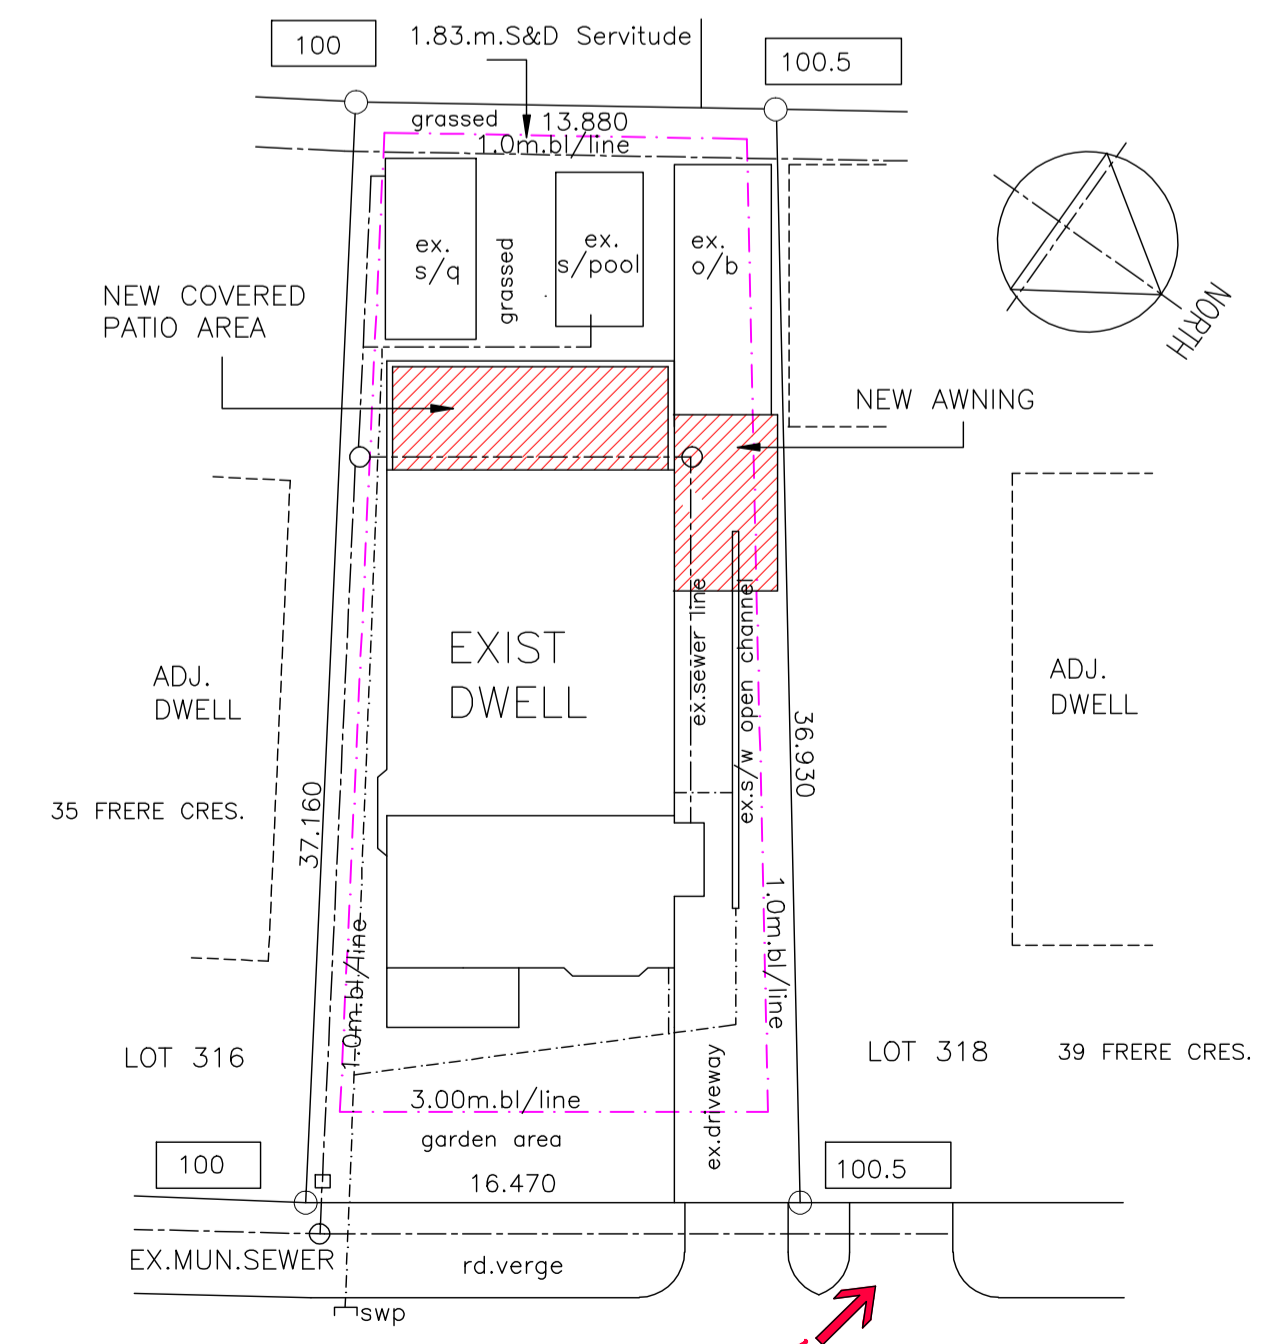 100
1.83.m.S&D Servitude
100.5
grassed
13.880
1.0m.bl/line
ex.
s/q
grassed
ex.
s/pool
ex.
o/b
NORTH
NEW COVERED
PATIO AREA
NEW AWNING
EXIST
DWELL
ex.sewer line
ex.s/w open channel
ADJ.
DWELL
ADJ.
DWELL
36.930
37.160
35 FRERE CRES.
1.0m.bl/line
1.0m.bl/line
LOT 316
LOT 318
39 FRERE CRES.
3.00m.bl/line
ex.driveway
garden area
100
16.470
100.5
EX.MUN.SEWER
rd.verge
swp